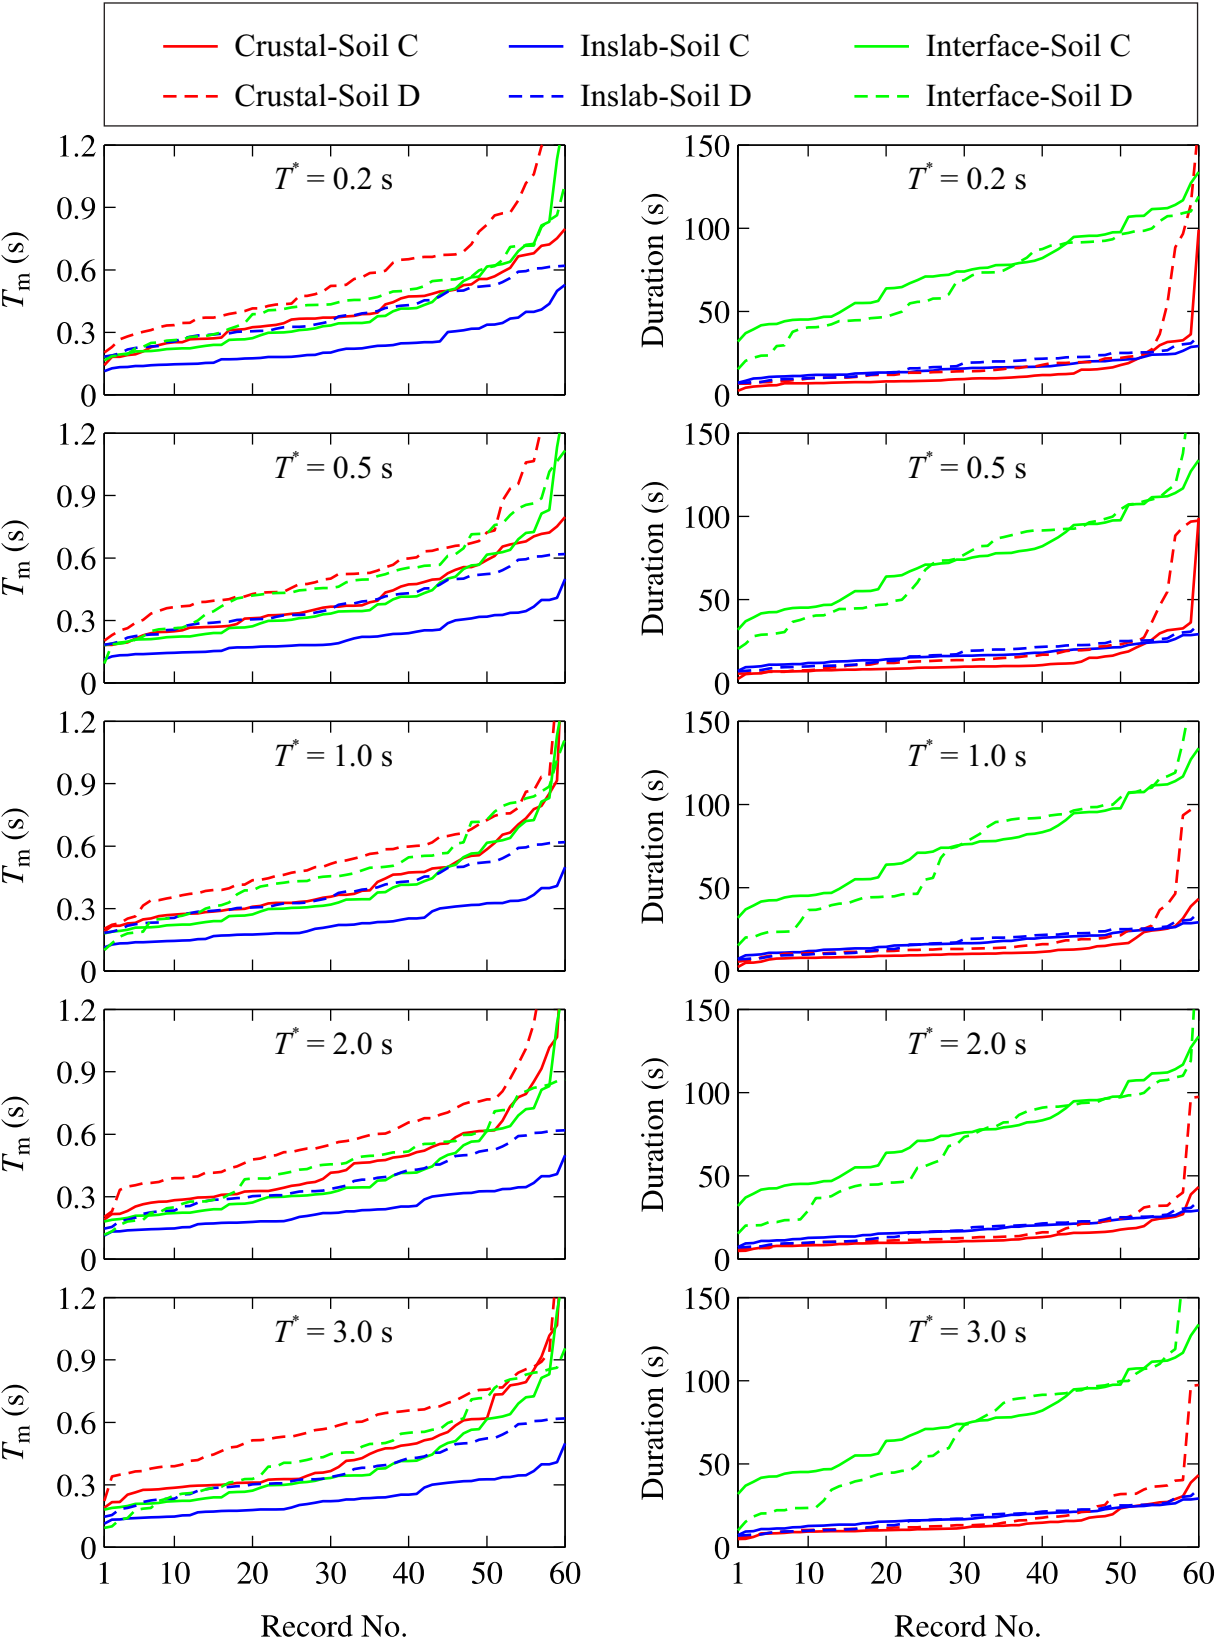 Crustal-Soil C Inslab-Soil C Interface-Soil C
Crustal-Soil D Inslab-Soil D Interface-Soil D
1.2 T* = 0.2 s 150 T* = 0.2 s
0.9 100
0.6
0.3 50
0 0
Tm (s) Duration (s)
1.2 T* = 0.5 s 150 T* = 0.5 s
0.9 100
0.6
0.3 50
0 0
Tm (s) Duration (s)
1.2 T* = 1.0 s 150 T* = 1.0 s
0.9 100
0.6
0.3 50
0 0
Tm (s) Duration (s)
1.2 T* = 2.0 s 150 T* = 2.0 s
0.9 100
0.6
0.3 50
0 0
Tm (s) Duration (s)
1.2 T* = 3.0 s 150 T* = 3.0 s
0.9 100
0.6
0.3 50
0 0
Tm (s) Duration (s)
1 10 20 30 40 50 60 1 10 20 30 40 50 60
Record No. Record No.